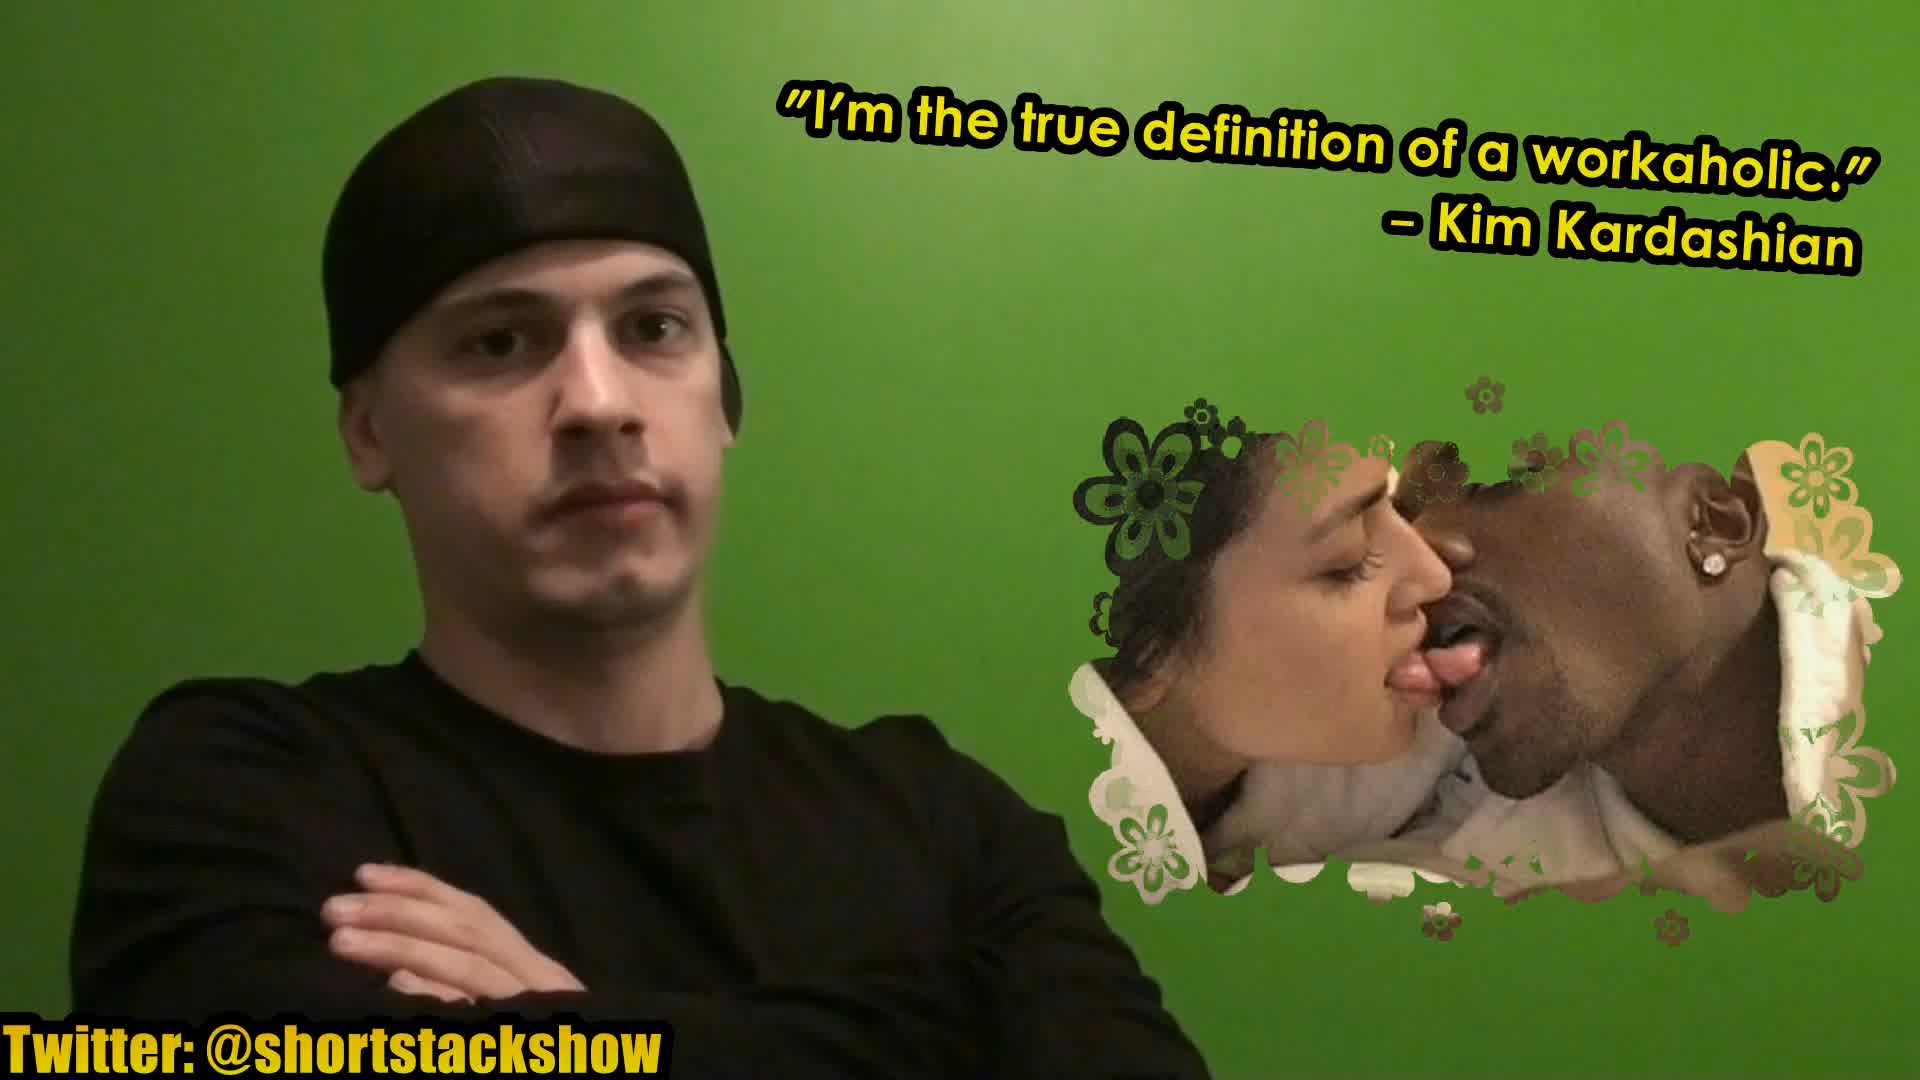 "I'm the true definition of a workaholic."
- Kim Kardashian
Twitter: @shortstackshow